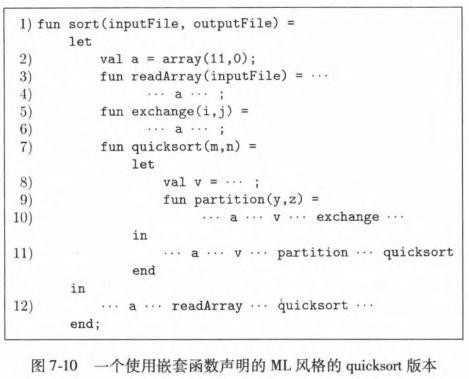 1) fun sort(inputFile, outputFile) =
let
2) val a = array(11,0);
3) fun readArray(inputFile) = ···
4) ··· a ··· ;
5) fun exchange(i,j) =
6) ··· a ··· ;
7) fun quicksort(m,n) =
let
8) val v = ··· ;
9) fun partition(y,z) =
10) ··· a ··· v ··· exchange ···
in
11) ··· a ··· v ··· partition ··· quicksort
end
in
12) ··· a ··· readArray ··· quicksort ···
end;
图 7-10 一个使用嵌套函数声明的 ML 风格的 quicksort 版本